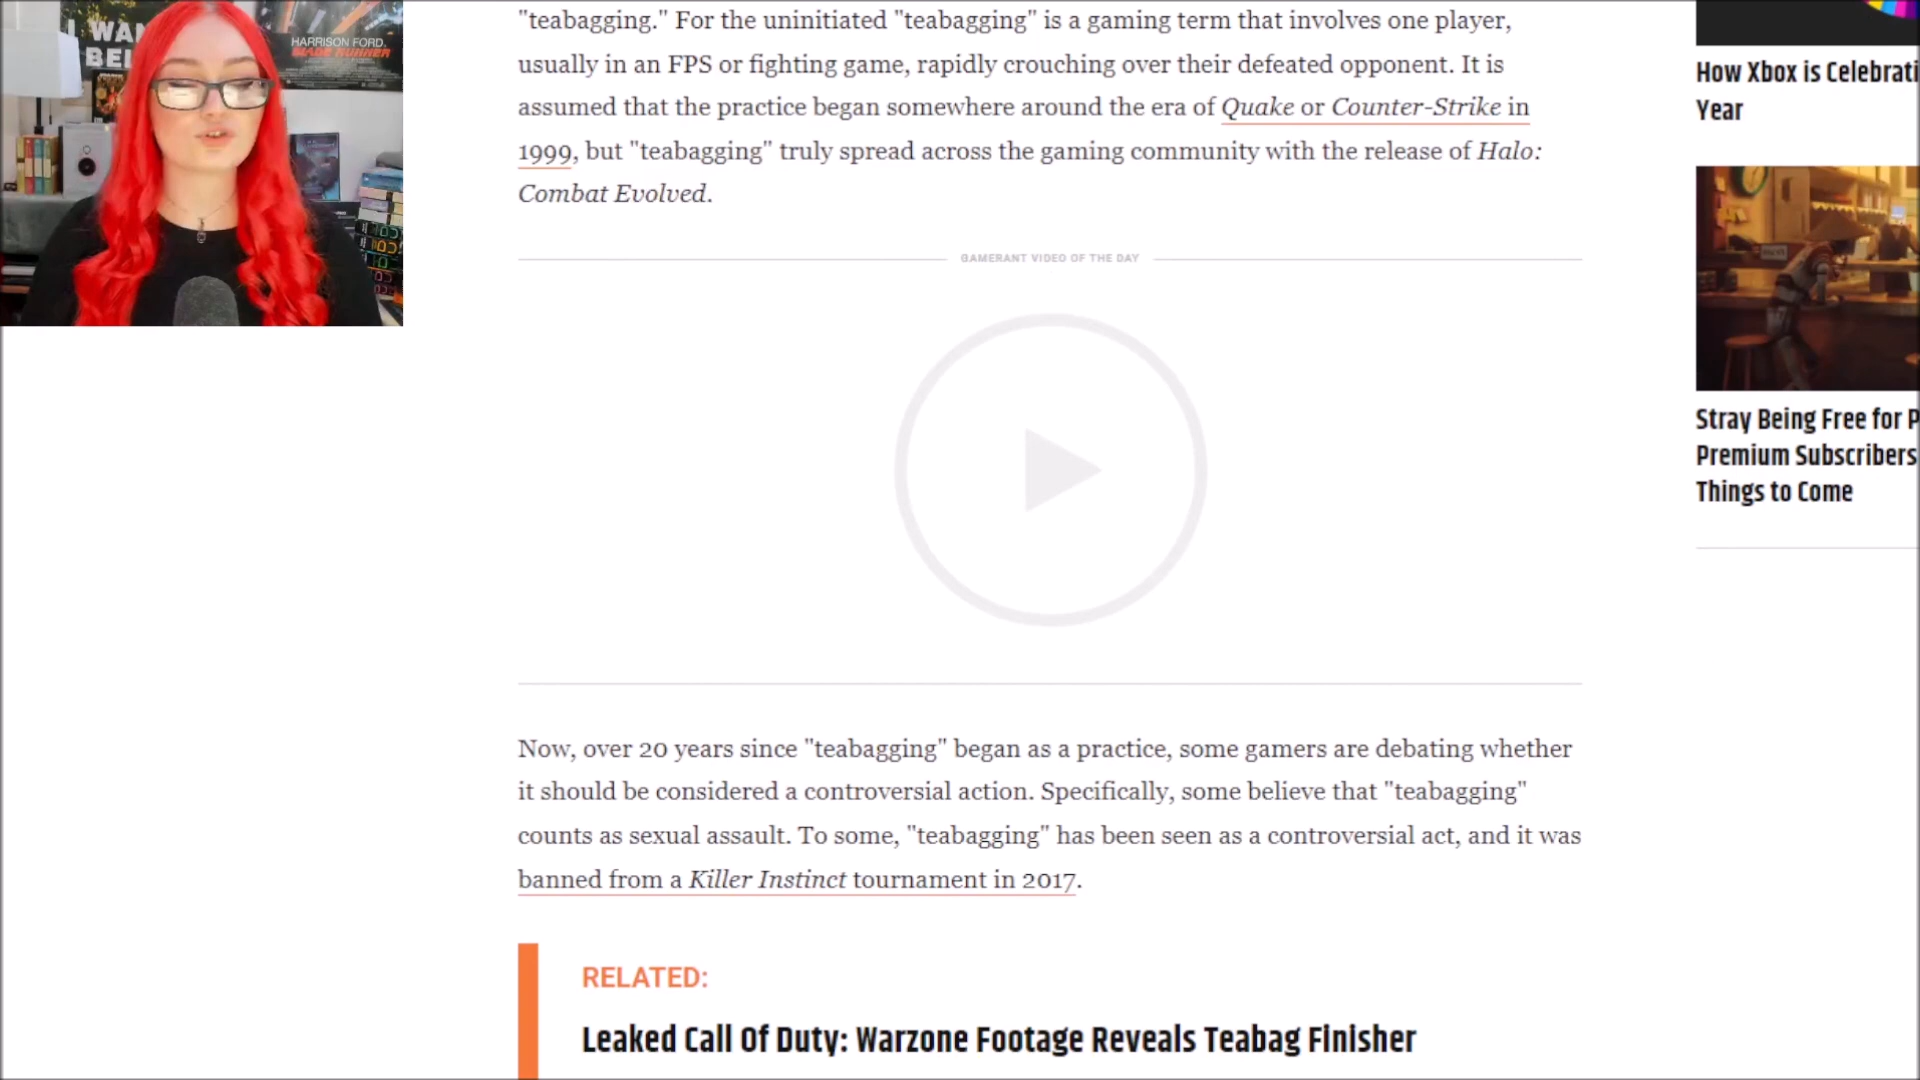 I WAN
BELI
HARRISON FORD.
BLADE RUNNER
"teabagging." For the uninitiated "teabagging" is a gaming term that involves one player,
usually in an FPS or fighting game, rapidly crouching over their defeated opponent. It is
assumed that the practice began somewhere around the era of Quake or Counter-Strike in
1999, but "teabagging" truly spread across the gaming community with the release of Halo:
Combat Evolved.
GAMERANT VIDEO OF THE DAY
Now, over 20 years since "teabagging" began as a practice, some gamers are debating whether
it should be considered a controversial action. Specifically, some believe that "teabagging"
counts as sexual assault. To some, "teabagging" has been seen as a controversial act, and it was
banned from a Killer Instinct tournament in 2017.
RELATED:
Leaked Call Of Duty: Warzone Footage Reveals Teabag Finisher
How Xbox is Celebrati
Year
Stray Being Free for P
Premium Subscribers
Things to Come